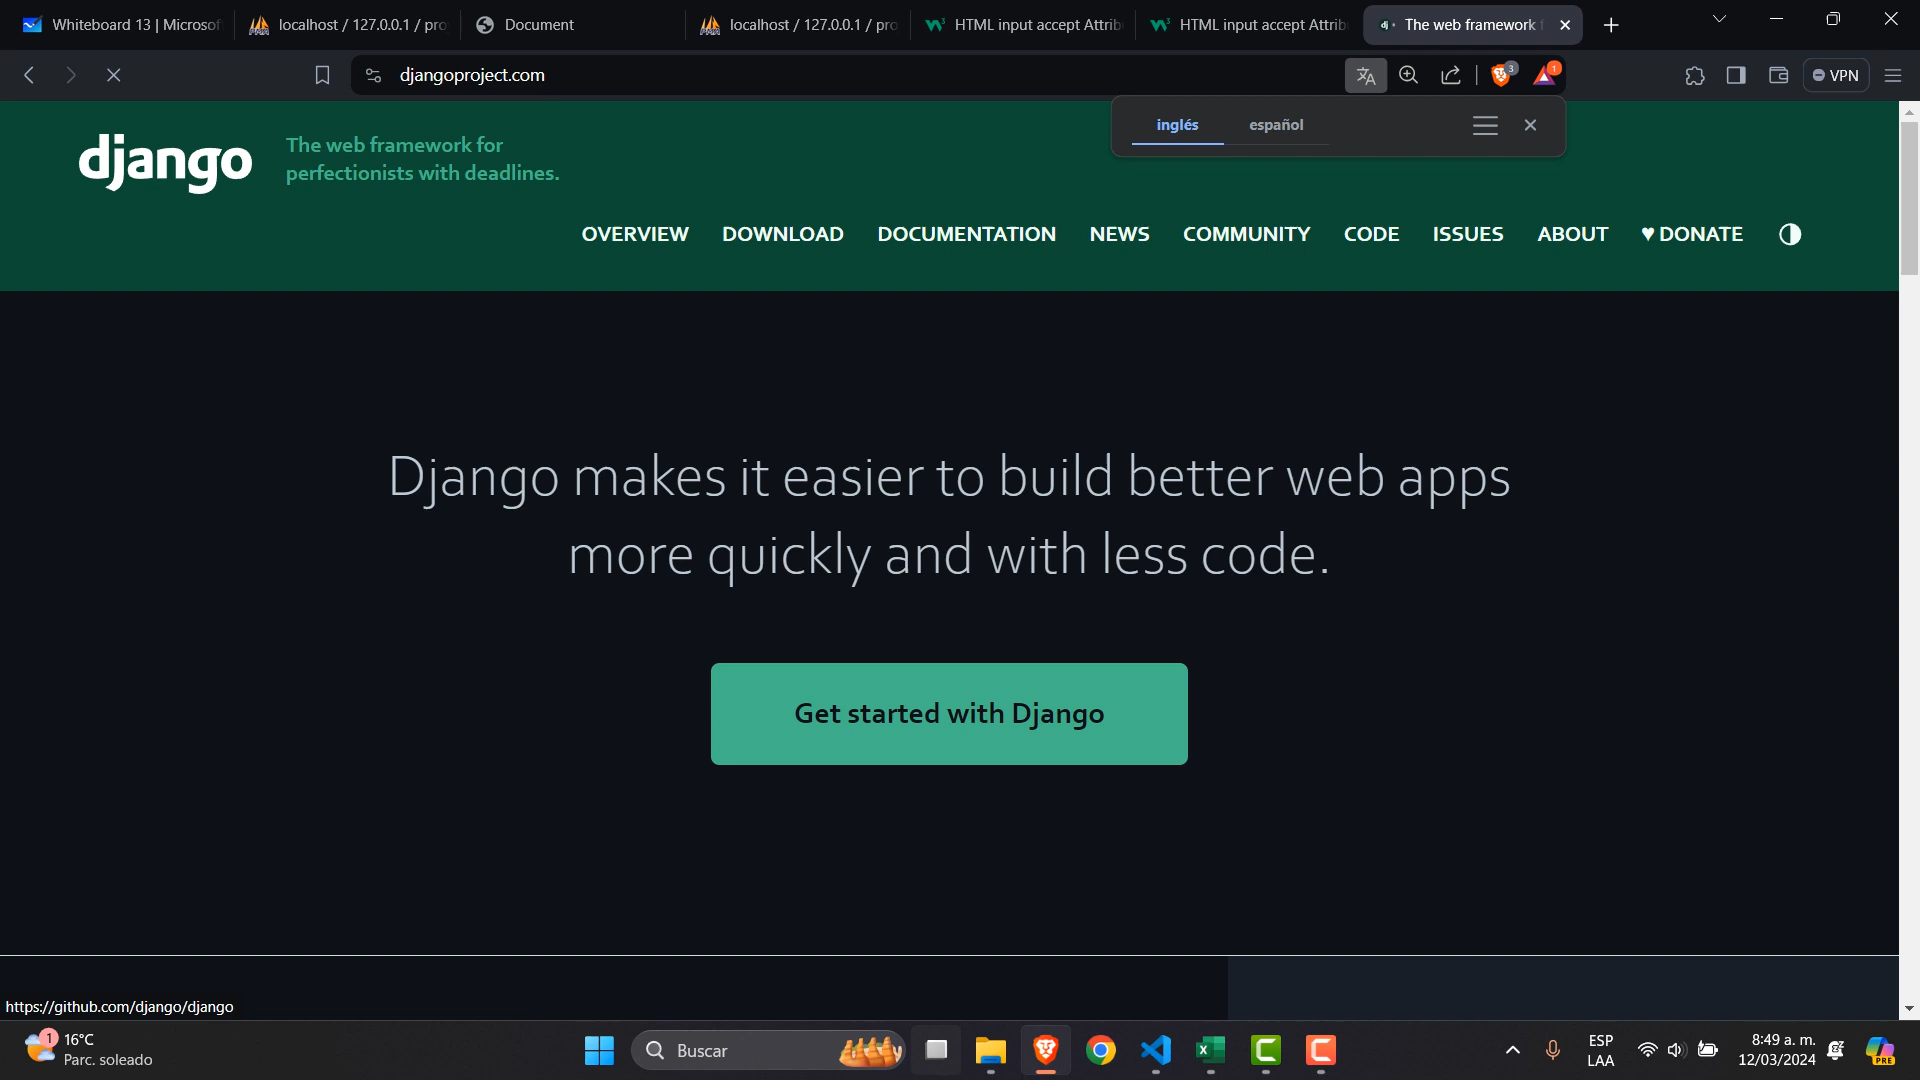 Whiteboard 13 | Microsof
localhost / 127.0.0.1 / pro
Document
localhost / 127.0.0.1 / pro
HTML input accept Attrib
HTML input accept Attrib
The web framework f
djangoproject.com
3
1
VPN
inglés
español
django
The web framework for
perfectionists with deadlines.
OVERVIEW DOWNLOAD DOCUMENTATION NEWS COMMUNITY CODE ISSUES ABOUT ♥ DONATE
Django makes it easier to build better web apps
more quickly and with less code.
Get started with Django
https://github.com/django/django
1
16°C
Parc. soleado
Buscar
ESP
LAA
8:49 a. m.
12/03/2024
PRE